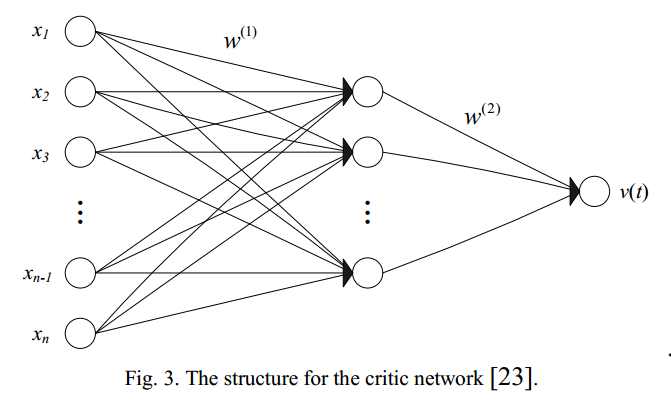 x1
w(1)
x2
w(2)
x3
v(t)
xn-1
xn
Fig. 3. The structure for the critic network [23].